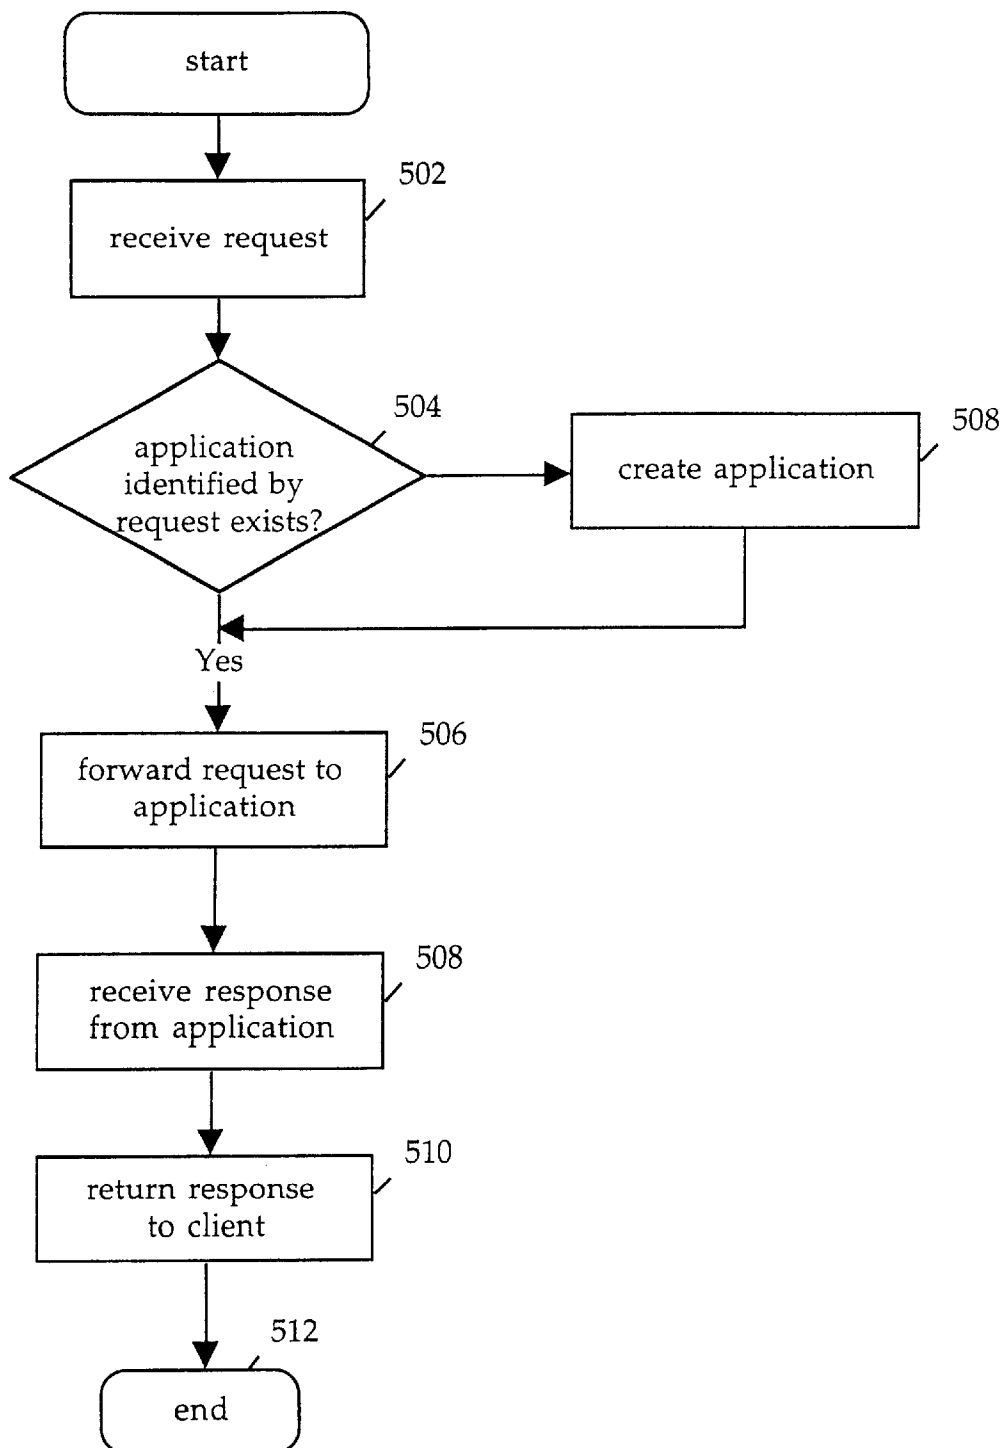 start
502
receive request
504
application
identified by
request exists?
508
create application
Yes
506
forward request to
application
508
receive response
from application
510
return response
to client
512
end